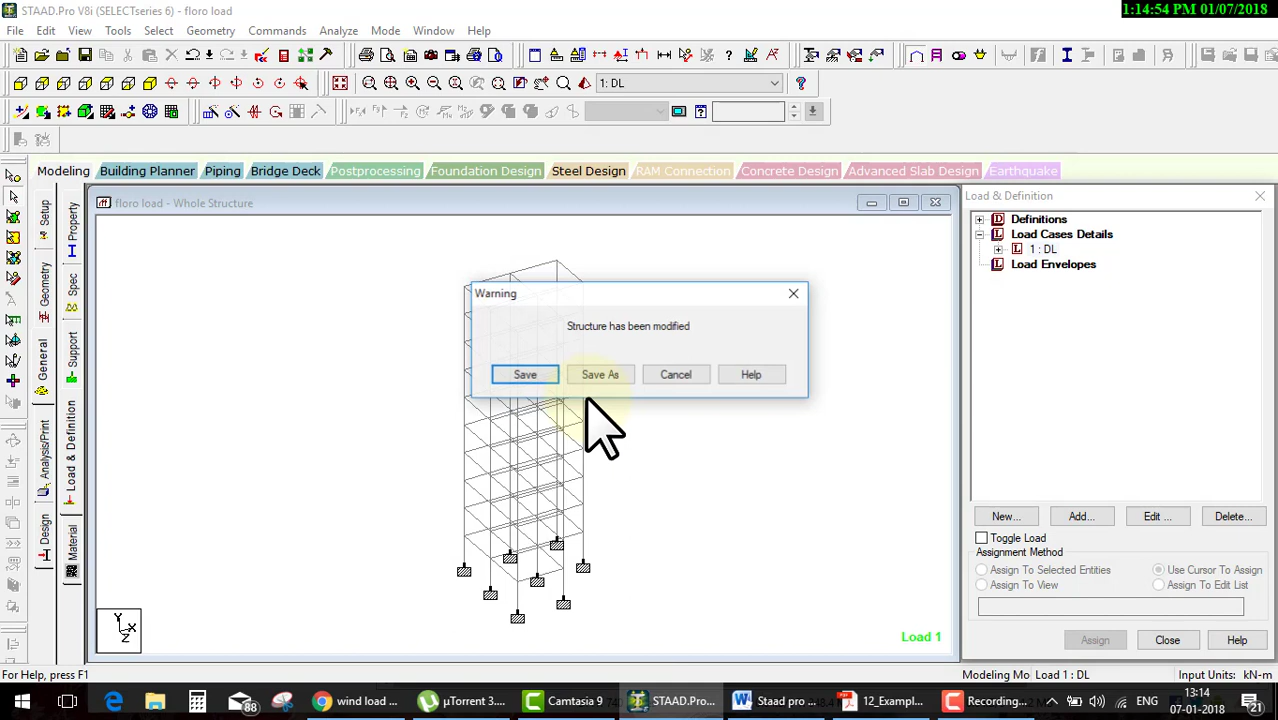 STAAD.Pro V8i (SELECTseries 6) - floro load
1:14:54 PM 01/07/2018
File Edit View Tools Select Geometry Commands Analyze Mode Window Help
1: DL
Modeling Building Planner Piping Bridge Deck Postprocessing Foundation Design Steel Design RAM Connection Concrete Design Advanced Slab Design Earthquake
Setup
Geometry
General
Analysis/Print
Design
Property
Spec
Support
Load & Definition
Material
floro load - Whole Structure
Warning
Structure has been modified
Save Save As Cancel Help
Y
X
Z
Load 1
Load & Definition
Definitions
Load Cases Details
1 : DL
Load Envelopes
New... Add... Edit ... Delete...
Toggle Load
Assignment Method
Assign To Selected Entities Use Cursor To Assign
Assign To View Assign To Edit List
Assign Close Help
For Help, press F1
Modeling Mo Load 1 : DL Input Units: kN-m
88 wind load ... µTorrent 3.4.... Camtasia 9 STAAD.Pro... Staad pro ... 12_Exampl... Recording... ENG 13:14 07-01-2018 21